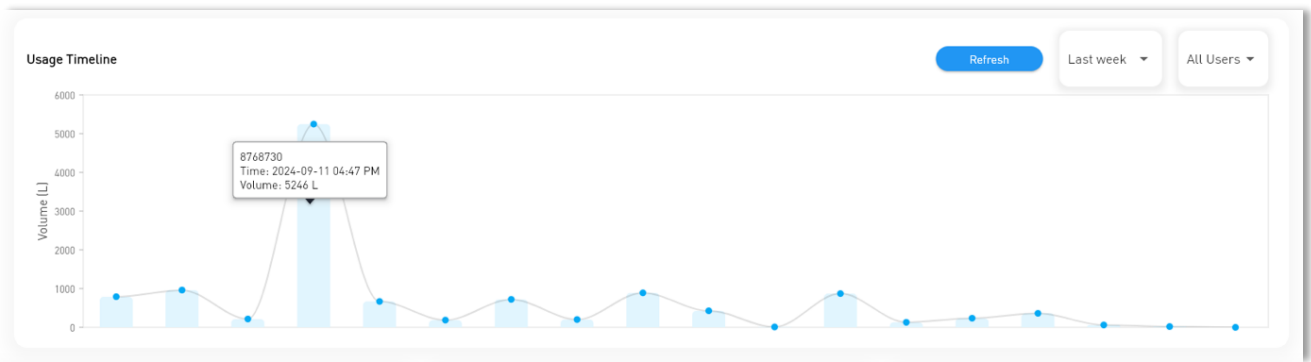 Usage Timeline
Refresh
Last week
All Users
6000
5000
4000
3000
2000
1000
0
Volume (L)
8768730
Time: 2024-09-11 04:47 PM
Volume: 5246 L